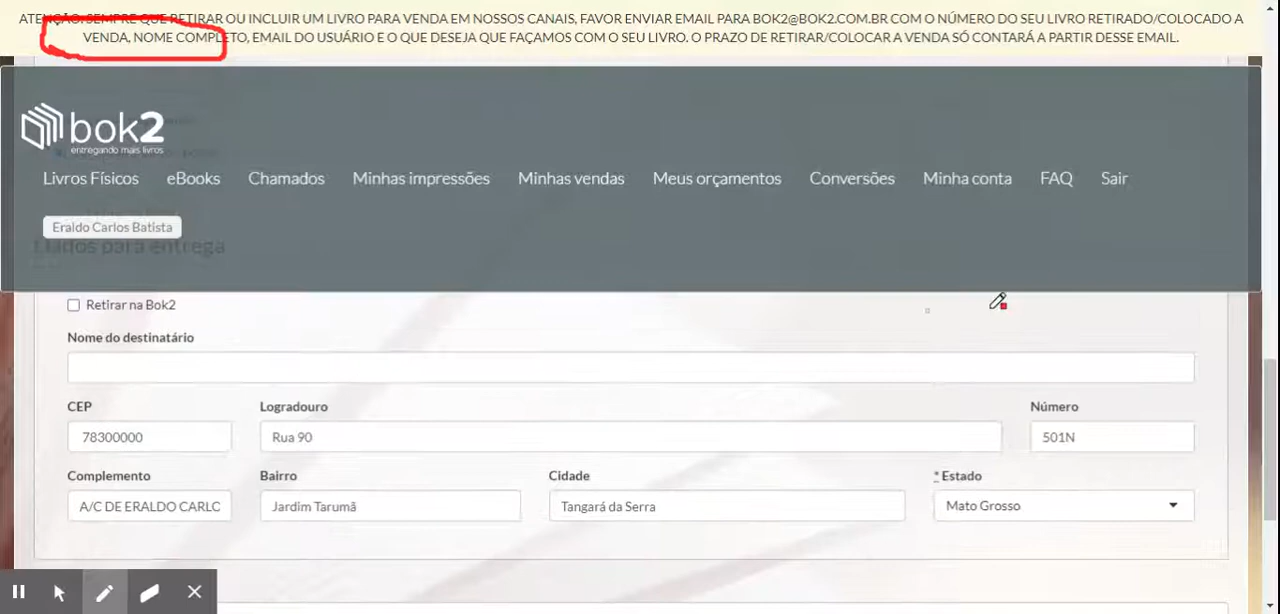 ATENÇÃO: SEMPRE QUE RETIRAR OU INCLUIR UM LIVRO PARA VENDA EM NOSSOS CANAIS, FAVOR ENVIAR EMAIL PARA BOK2@BOK2.COM.BR COM O NÚMERO DO SEU LIVRO RETIRADO/COLOCADO A
VENDA, NOME COMPLETO, EMAIL DO USUÁRIO E O QUE DESEJA QUE FAÇAMOS COM O SEU LIVRO. O PRAZO DE RETIRAR/COLOCAR A VENDA SÓ CONTARÁ A PARTIR DESSE EMAIL.
bok2
entregando mais livros
Livros Físicos eBooks Chamados Minhas impressões Minhas vendas Meus orçamentos Conversões Minha conta FAQ Sair
Eraldo Carlos Batista
Dados para entrega
Retirar na Bok2
Nome do destinatário
CEP Logradouro Número
78300000 Rua 90 501N
Complemento Bairro Cidade * Estado
A/C DE ERALDO CARLC Jardim Tarumã Tangará da Serra Mato Grosso